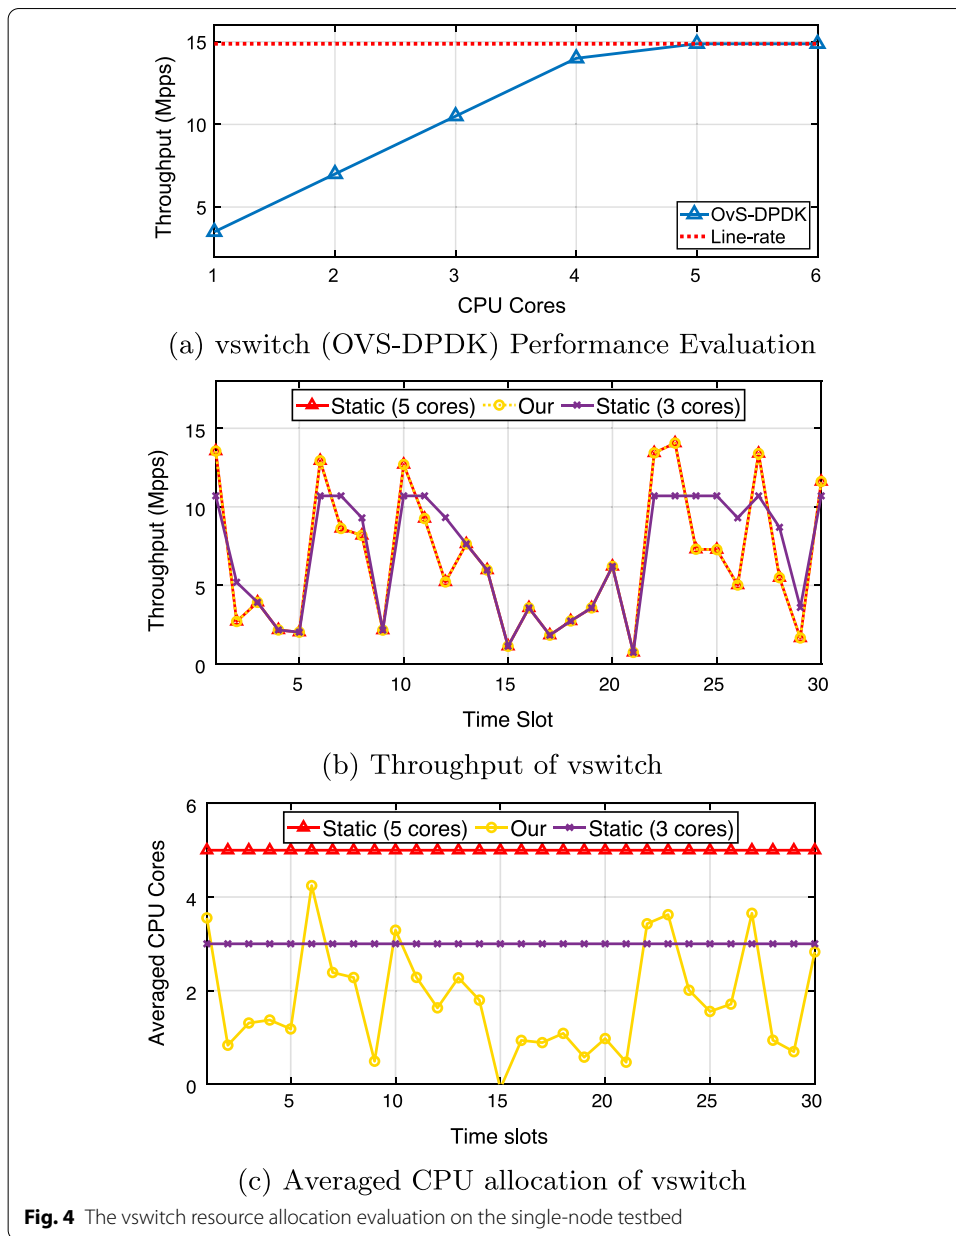 15
10
5
Throughput (Mpps)
OvS-DPDK
Line-rate
1 2 3 4 5 6
CPU Cores
(a) vswitch (OVS-DPDK) Performance Evaluation
Static (5 cores) Our Static (3 cores)
15
10
5
0
Throughput (Mpps)
5 10 15 20 25 30
Time Slot
(b) Throughput of vswitch
6
4
2
0
Averaged CPU Cores
Static (5 cores) Our Static (3 cores)
5 10 15 20 25 30
Time slots
(c) Averaged CPU allocation of vswitch
Fig. 4 The vswitch resource allocation evaluation on the single-node testbed